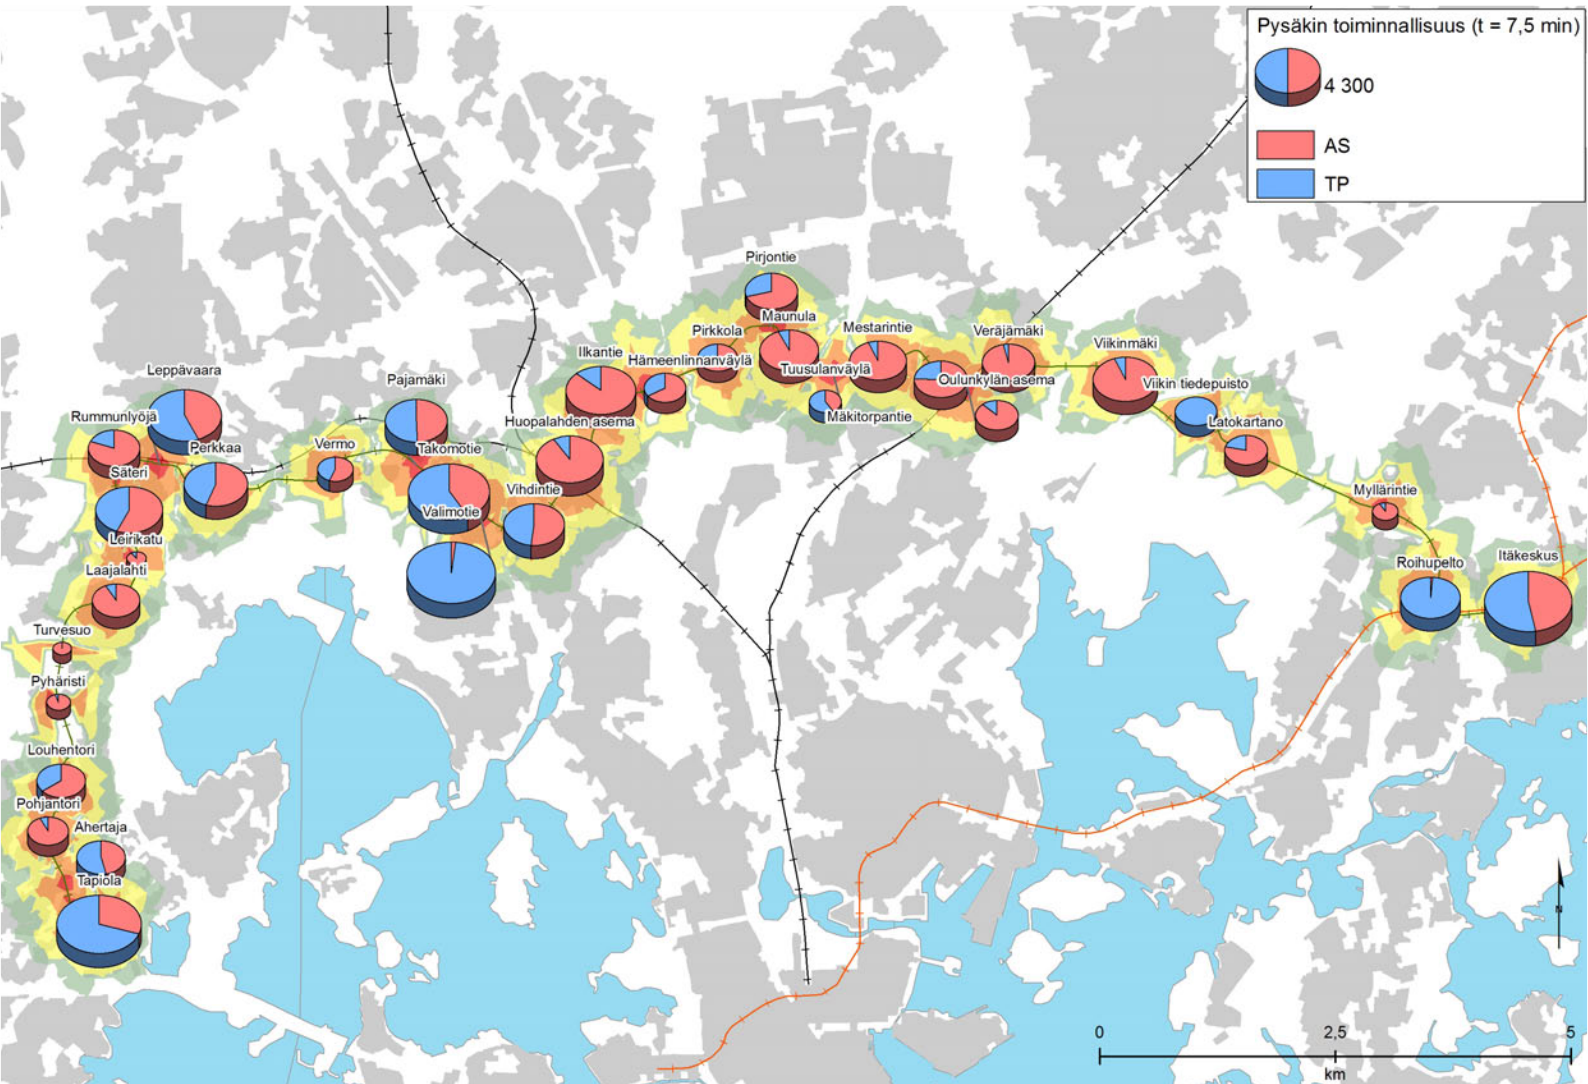 Pysäkin toiminnallisuus (t = 7,5 min)
4 300
AS
TP
Pirjontie
Maunula
Pirkkola
Mestarintie
Veräjämäki
Viikinmäki
Ilkantie
Hämeenlinnanväylä
Tuusulanväylä
Oulunkylän asema
Viikin tiedepuisto
Leppävaara
Pajamäki
Rummunlyöjä
Mäkitorpantie
Latokartano
Huopalahden asema
Perkkaa
Vermo
Takomotie
Säteri
Vihdintie
Myllärintie
Valimotie
Leirikatu
Laajalahti
Roihupelto
Itäkeskus
Turvesuo
Pyhäristi
Louhentori
Pohjantori
Ahertaja
Tapiola
N
0
2,5
5
km